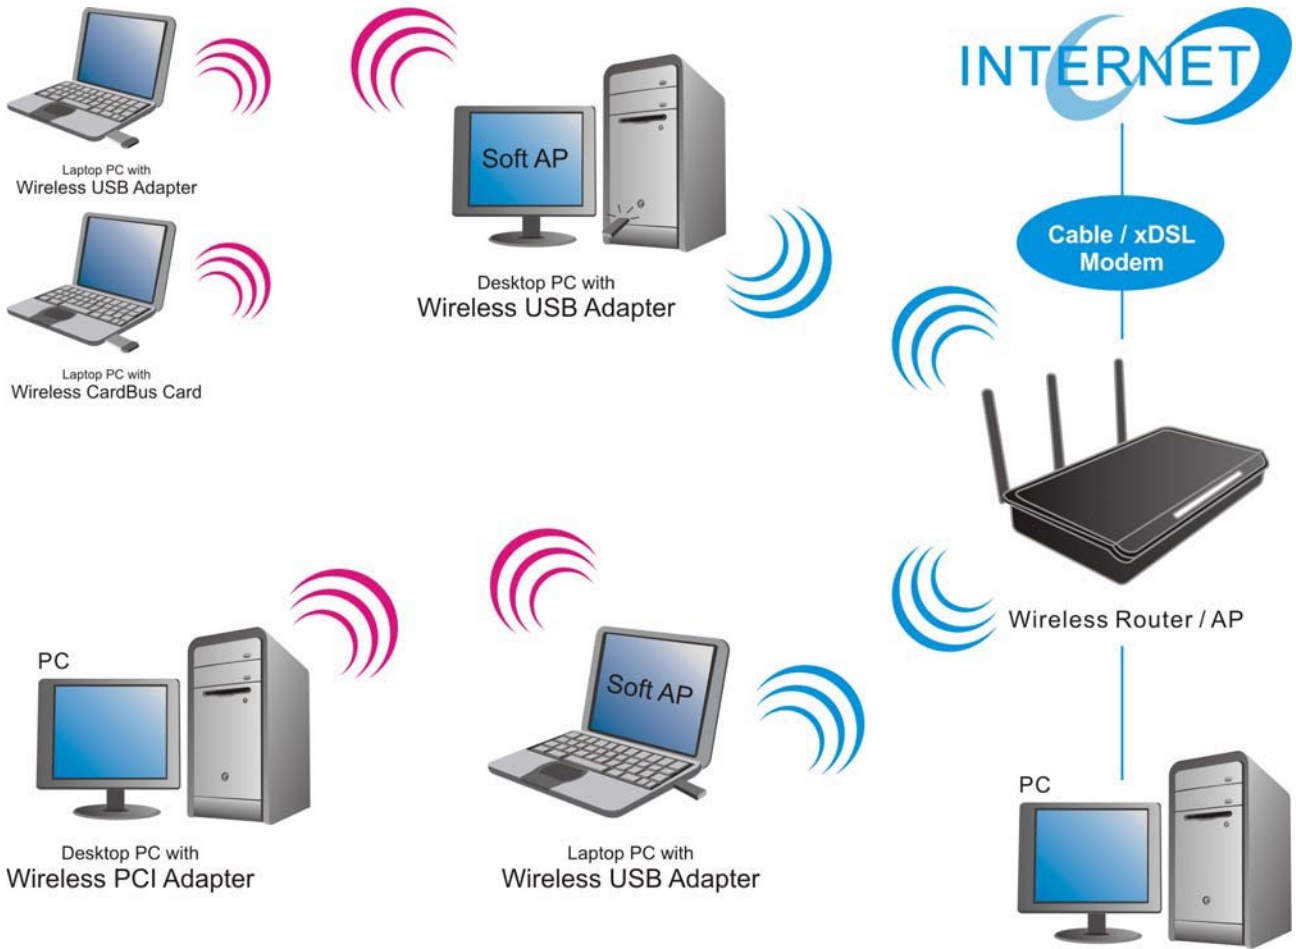 INTERNET
Soft AP
Laptop PC with
Wireless USB Adapter
Cable / xDSL
Modem
Desktop PC with
Wireless USB Adapter
Laptop PC with
Wireless CardBus Card
Wireless Router / AP
PC
Soft AP
PC
Desktop PC with
Wireless PCI Adapter
Laptop PC with
Wireless USB Adapter